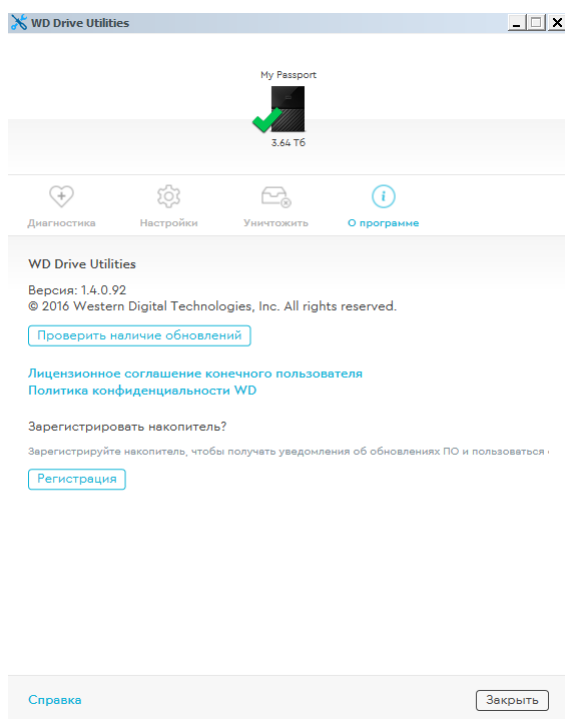 WD Drive Utilities
My Passport
3.64 Тб
Диагностика Настройки Уничтожить О программе
WD Drive Utilities
Версия: 1.4.0.92
© 2016 Western Digital Technologies, Inc. All rights reserved.
Проверить наличие обновлений
Лицензионное соглашение конечного пользователя
Политика конфиденциальности WD
Зарегистрировать накопитель?
Зарегистрируйте накопитель, чтобы получать уведомления об обновлениях ПО и пользоваться
Регистрация
Справка Закрыть